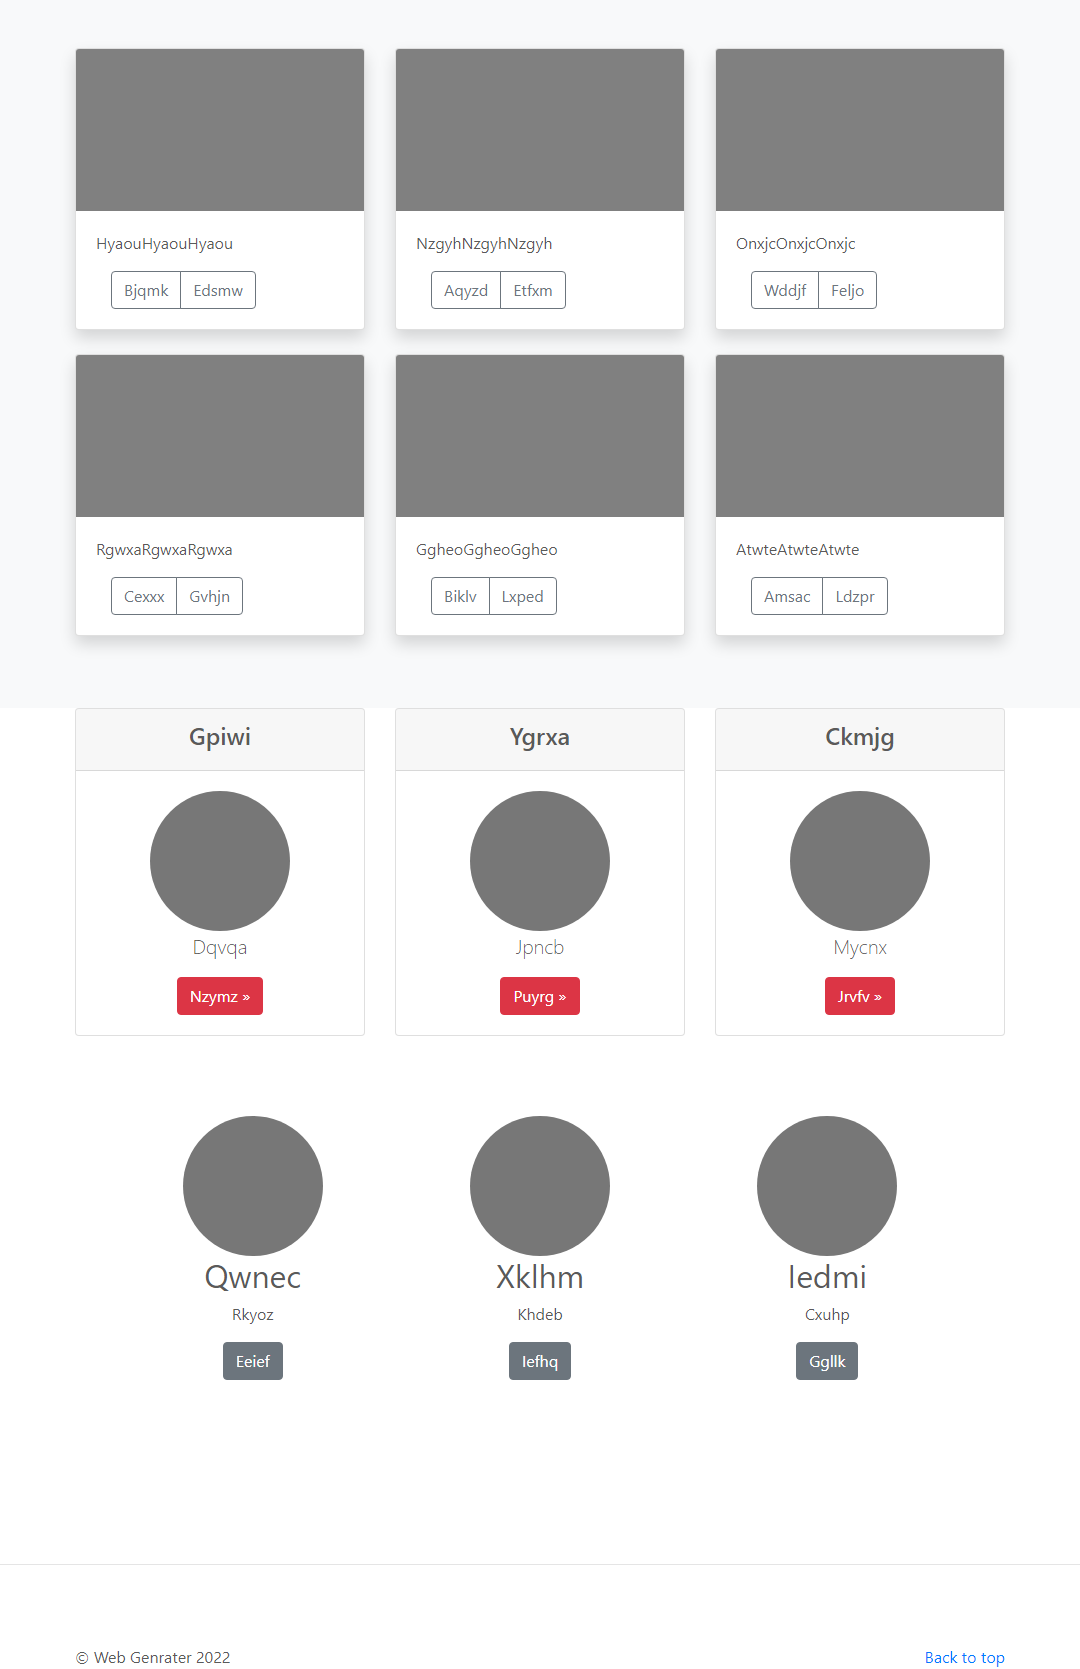 HyaouHyaouHyaou NzgyhNzgyhNzgyh OnxjcOnxjcOnxjc
Bjqmk Edsmw Aqyzd Etfxm Wddjf Feljo
RgwxaRgwxaRgwxa GgheoGgheoGgheo AtwteAtwteAtwte
Cexxx Gvhjn Biklv Lxped Amsac Ldzpr
Gpiwi Ygrxa Ckmjg
Dqvqa Jpncb Mycnx
Nzymz » Puyrg » Jrvfv »
Qwnec Xklhm Iedmi
Rkyoz Khdeb Cxuhp
Eeief Iefhq Ggllk
© Web Genrater 2022 Back to top